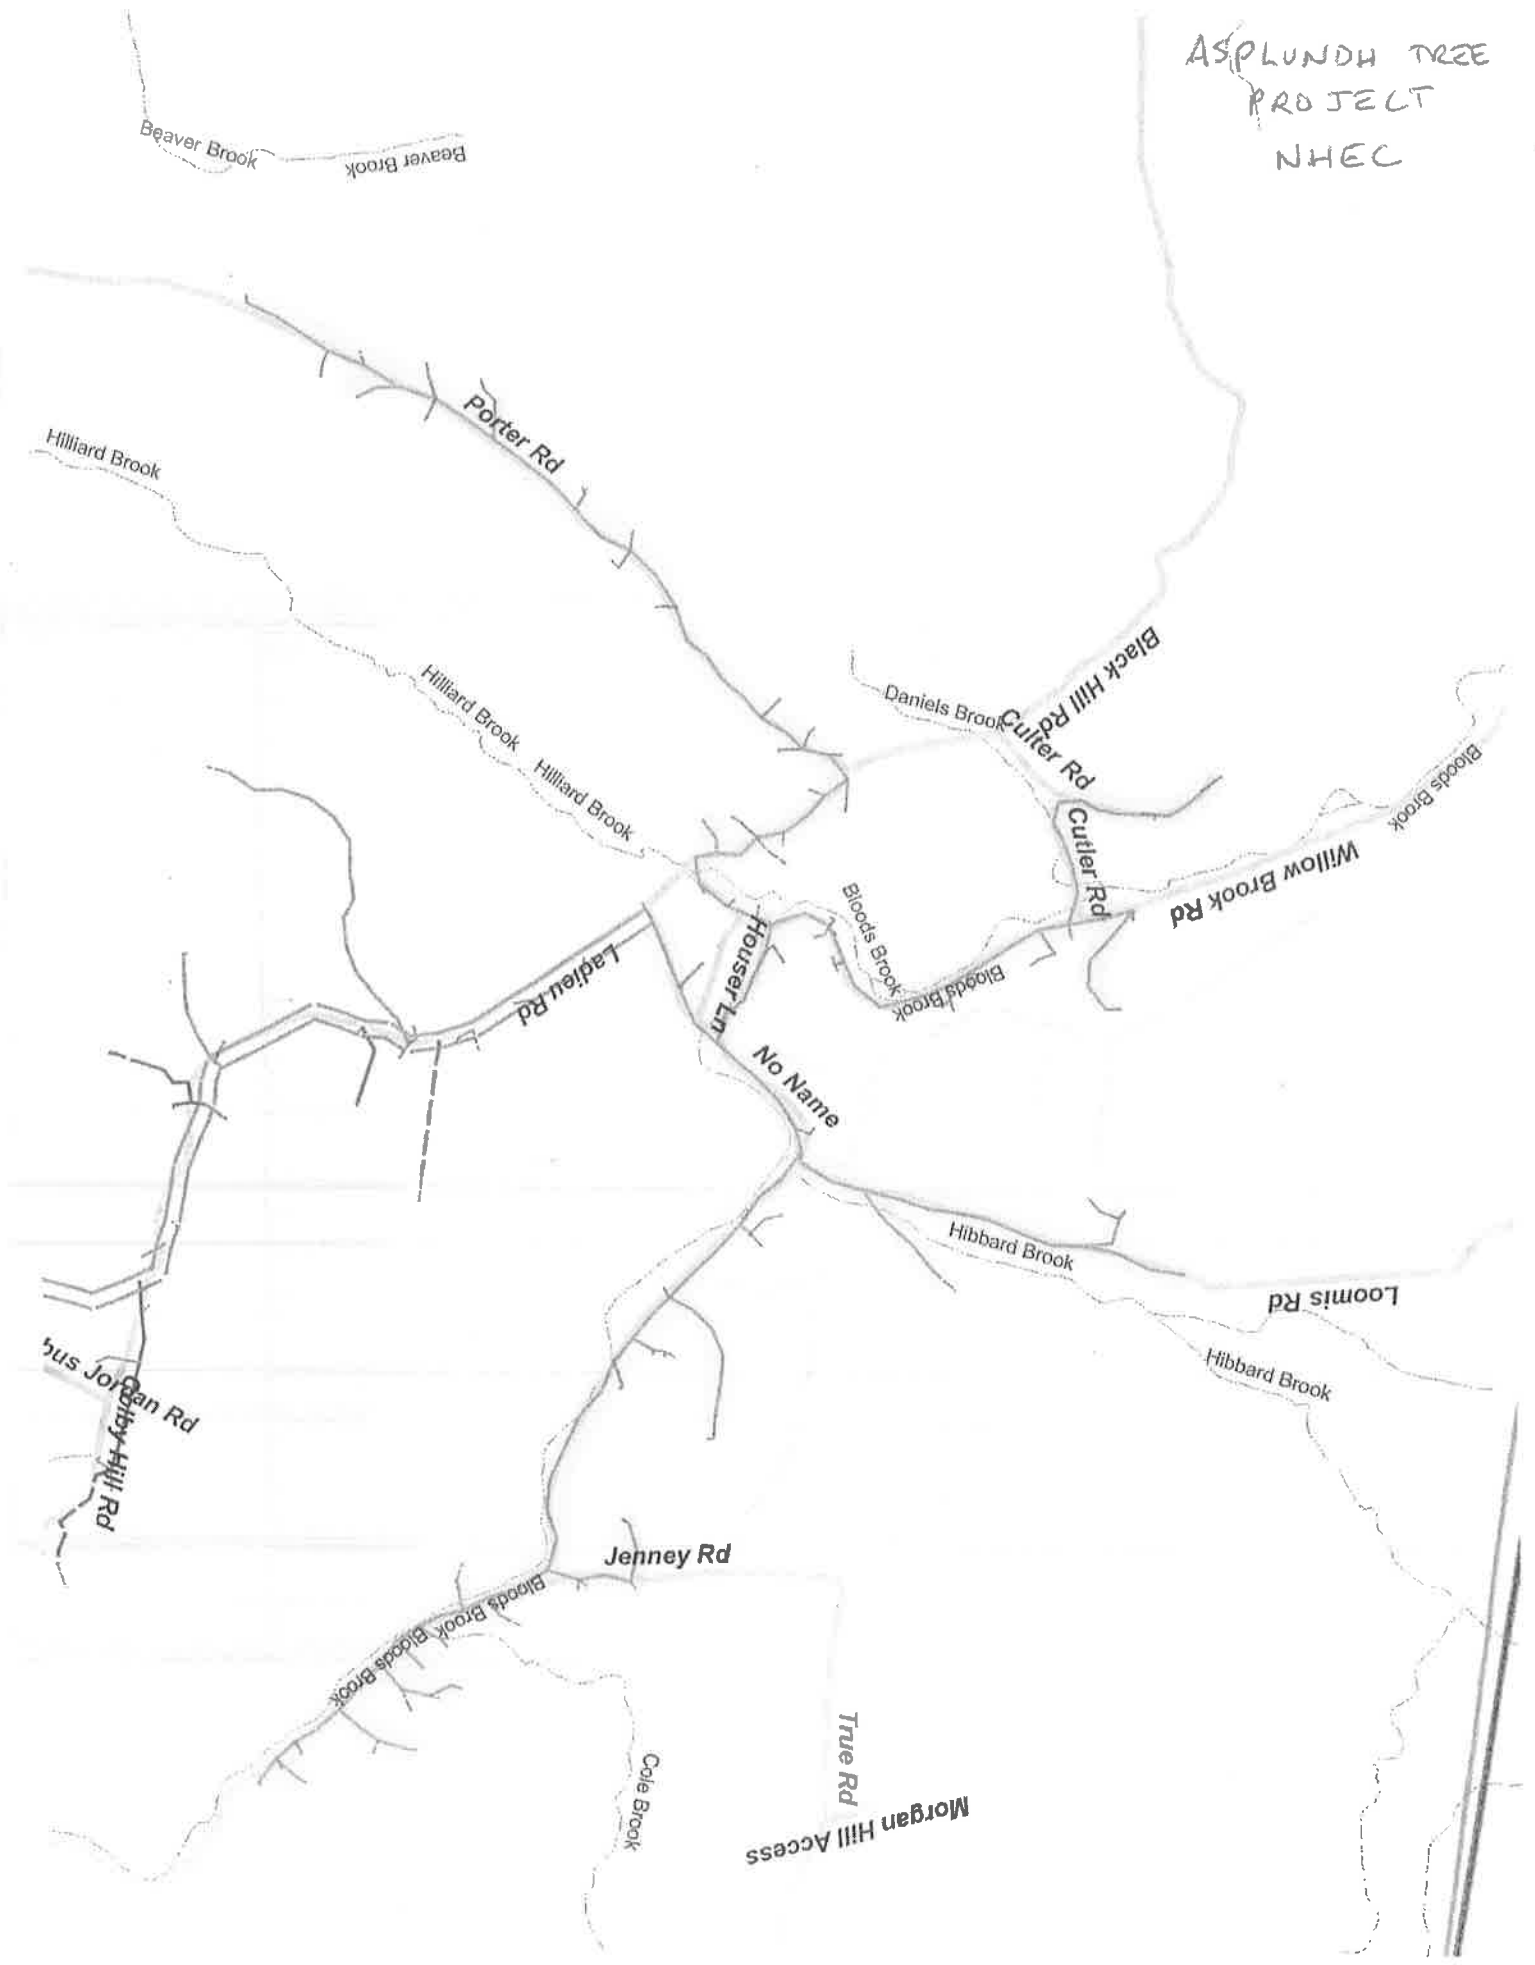 ASPLUNDH TREE
PROJECT
NHEC
Beaver Brook
Beaver Brook
Porter Rd
Hilliard Brook
Hilliard Brook
Hilliard Brook
Black Hill Rd
Daniels Brook
Culter Rd
Cutler Rd
Bloods Brook
Willow Brook Rd
Bloods Brook
Bloods Brook
Houser Ln
Ladieu Rd
No Name
Hibbard Brook
Loomis Rd
Hibbard Brook
Jordan Rd
Colby Hill Rd
Jenney Rd
Bloods Brook
Bloods Brook
True Rd
Cole Brook
Morgan Hill Access